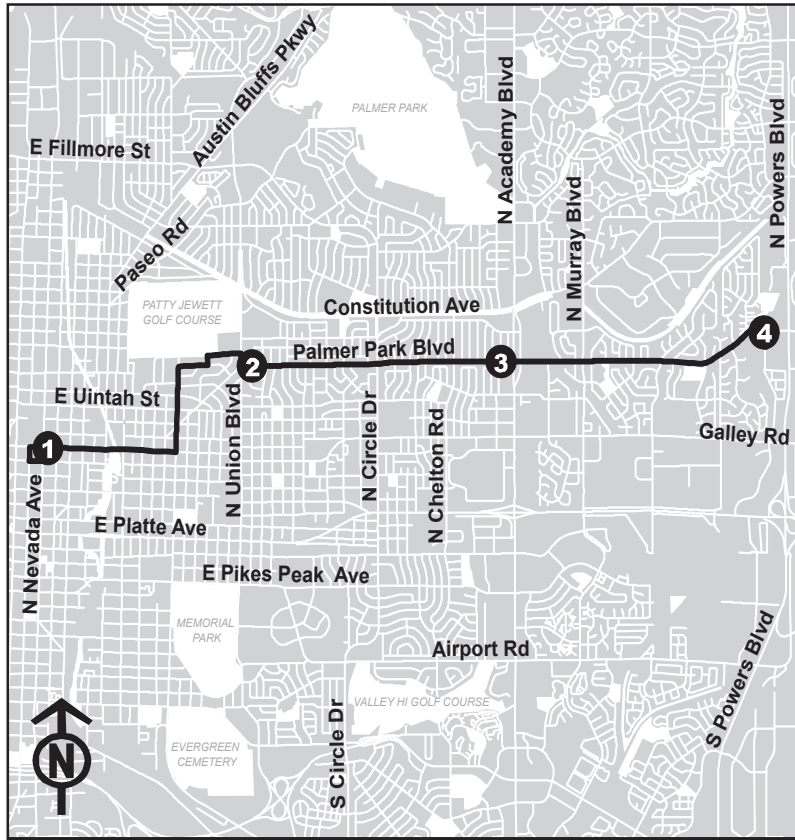 Austin Bluffs Pkwy
PALMER PARK
E Fillmore St
N Academy Blvd
N Powers Blvd
N Murray Blvd
Paseo Rd
PATTY JEWETT
GOLF COURSE
Constitution Ave
Palmer Park Blvd
1
2
3
4
E Uintah St
N Union Blvd
N Circle Dr
N Chelton Rd
Galley Rd
N Nevada Ave
E Platte Ave
E Pikes Peak Ave
MEMORIAL
PARK
Airport Rd
S Powers Blvd
VALLEY HI GOLF COURSE
S Circle Dr
EVERGREEN
CEMETERY
N